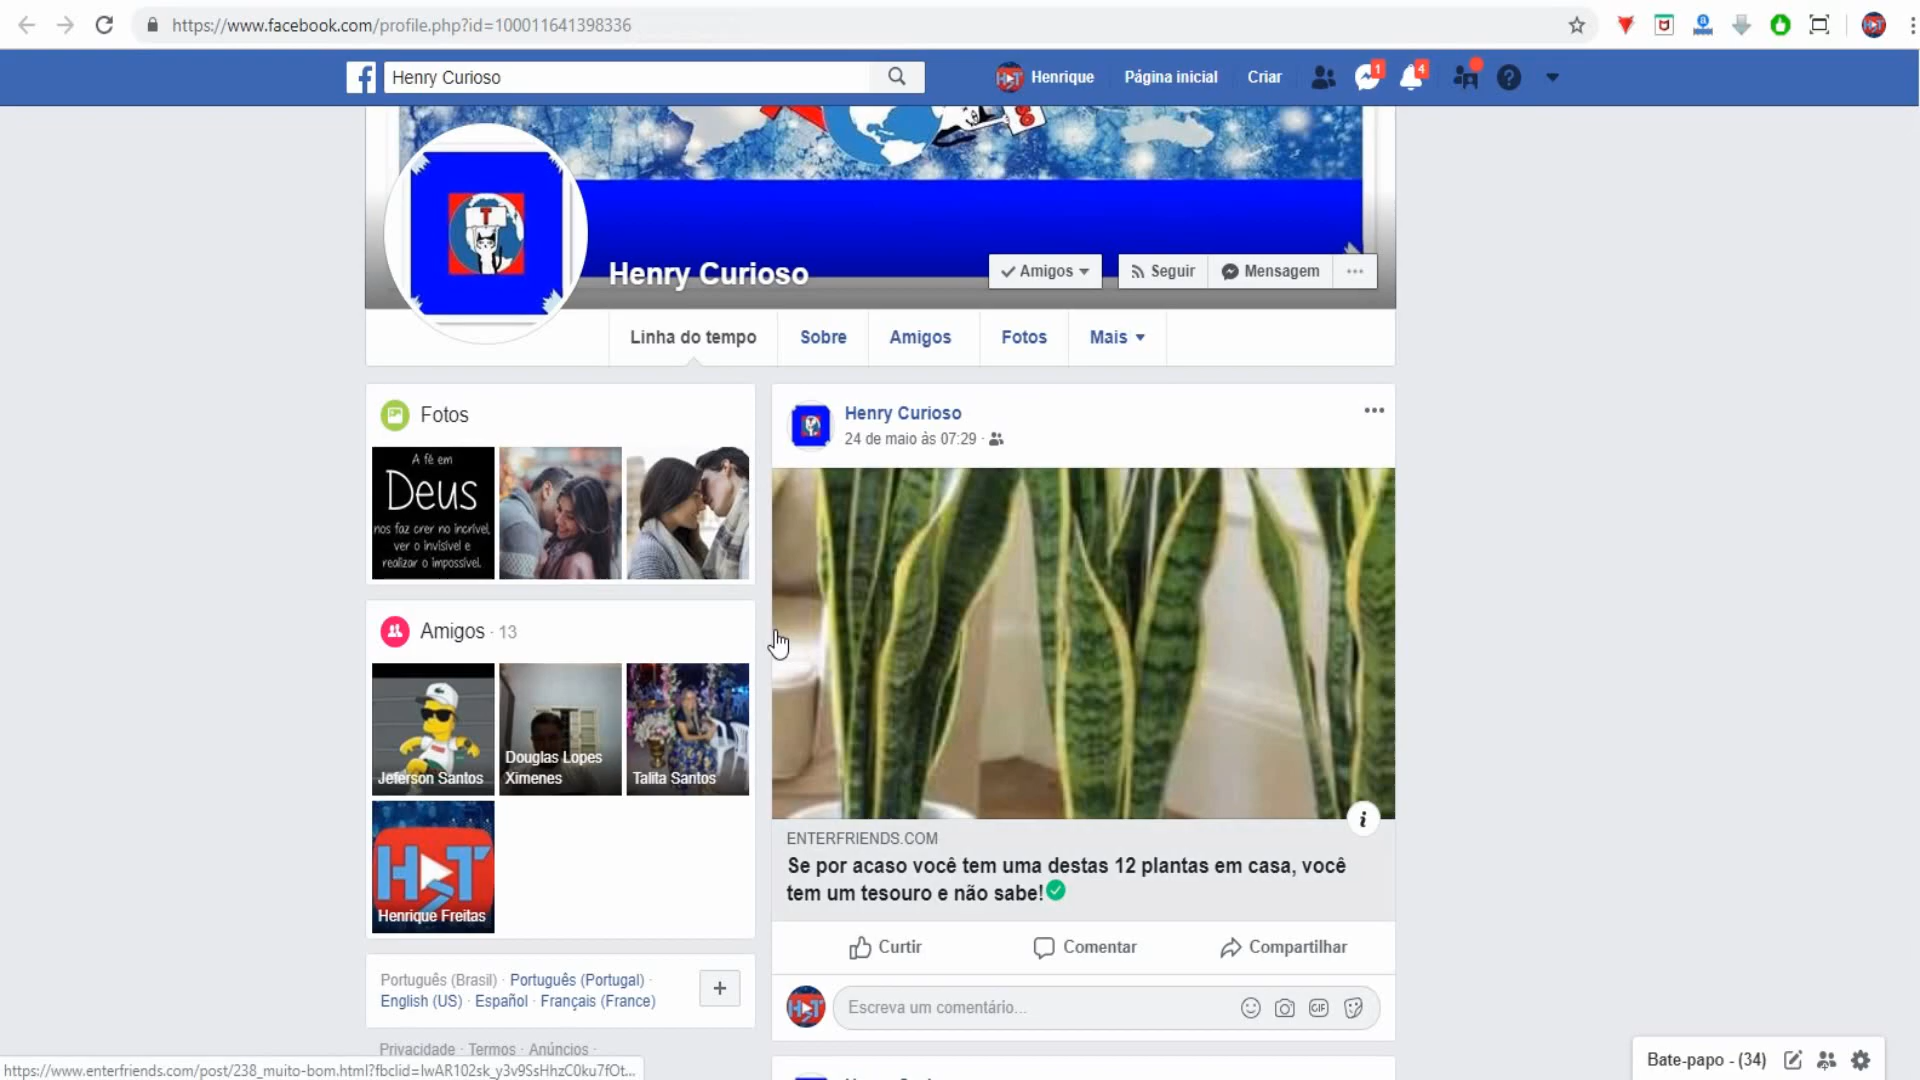 https://www.facebook.com/profile.php?id=100011641398336
Henry Curioso
Henrique
Página inicial
Criar
1
4
Henry Curioso
Amigos
Seguir
Mensagem
Linha do tempo
Sobre
Amigos
Fotos
Mais
Fotos
A fé em
Deus
nos faz crer no incrível,
ver o invisível e
realizar o impossível.
Amigos · 13
Jeferson Santos
Douglas Lopes
Ximenes
Talita Santos
HT
Henrique Freitas
Português (Brasil) · Português (Portugal) ·
English (US) · Español · Français (France)
Privacidade · Termos · Anúncios ·
Henry Curioso
24 de maio às 07:29 ·
ENTERFRIENDS.COM
Se por acaso você tem uma destas 12 plantas em casa, você
tem um tesouro e não sabe!
Curtir
Comentar
Compartilhar
Escreva um comentário...
GIF
Bate-papo - (34)
https://www.enterfriends.com/post/238_muito-bom.html?fbclid=IwAR102sk_y3v9SsHhzC0ku7fOt...